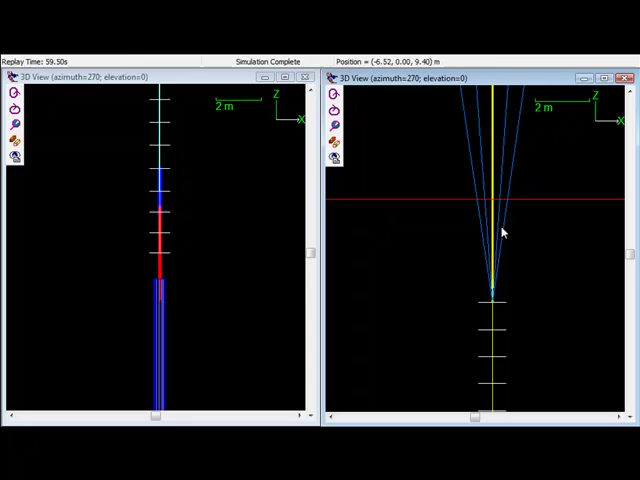 Replay Time: 59.50s
Simulation Complete
Position = (-6.52, 0.00, 9.40) m
3D View (azimuth=270; elevation=0)
2 m
Z
X
3D View (azimuth=270; elevation=0)
2 m
Z
X